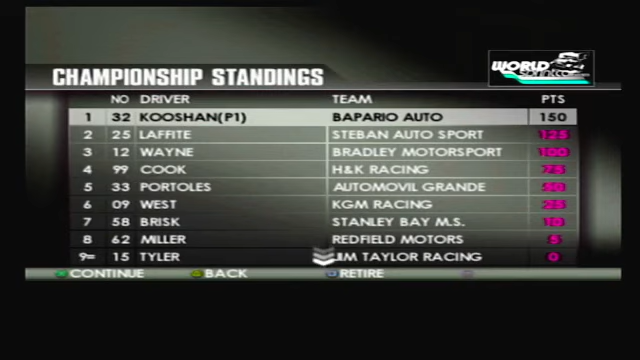 WORLD
Sprintcar
CHAMPIONSHIP STANDINGS
NO DRIVER TEAM PTS
1 32 KOOSHAN(P1) BAPARIO AUTO 150
2 25 LAFFITE STEBAN AUTO SPORT 125
3 12 WAYNE BRADLEY MOTORSPORT 100
4 99 COOK H&K RACING 75
5 33 PORTOLES AUTOMOVIL GRANDE 50
6 09 WEST KGM RACING 25
7 58 BRISK STANLEY BAY M.S. 10
8 62 MILLER REDFIELD MOTORS 5
9= 15 TYLER JIM TAYLOR RACING 0
CONTINUE BACK RETIRE